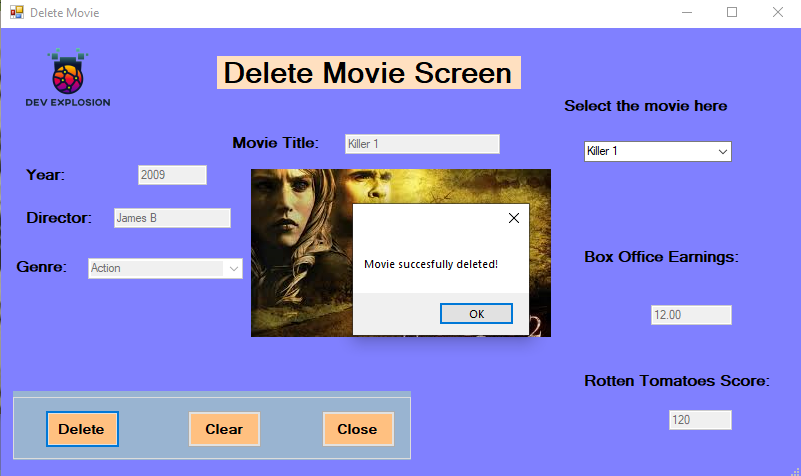 Delete Movie
DEV EXPLOSION
Delete Movie Screen
Select the movie here
Movie Title:
Killer 1
Killer 1
Year:
2009
Director:
James B
Genre:
Action
Movie succesfully deleted!
OK
2
Box Office Earnings:
12.00
Rotten Tomatoes Score:
120
Delete
Clear
Close